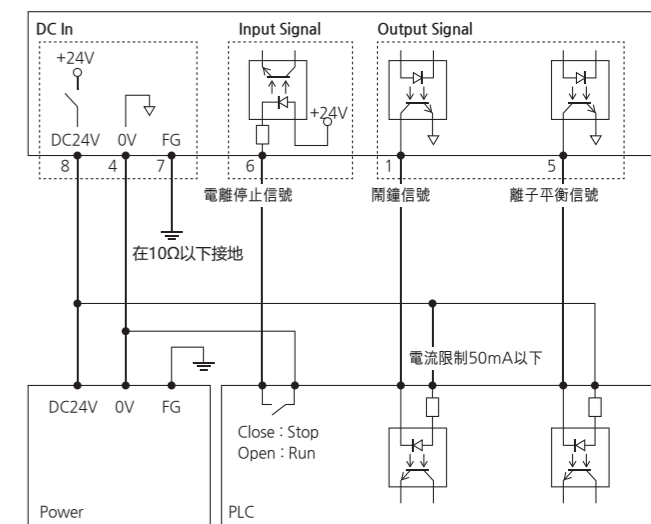 DC In
Input Signal
Output Signal
+24V
+24V
DC24V 0V FG
8 4 7 6 1 5
電離停止信號
鬧鐘信號
離子平衡信號
在10Ω以下接地
電流限制50mA以下
DC24V 0V FG
Close : Stop
Open : Run
Power
PLC